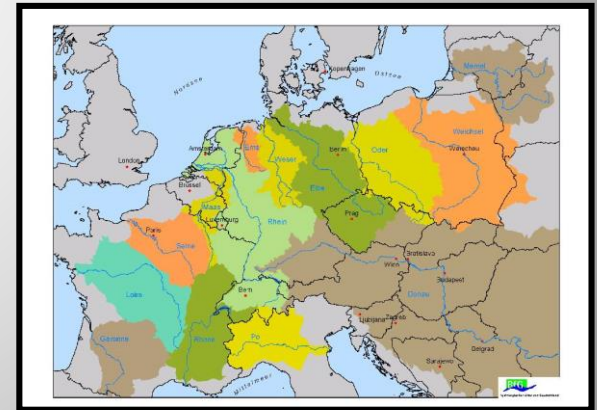 Nordsee
Ostsee
Kopenhagen
Memel
London
Amsterdam
Ems
Weser
Berlin
Oder
Weichsel
Warschau
Elbe
Brüssel
Maas
Luxemburg
Rhein
Prag
Paris
Seine
Bratislava
Wien
Budapest
Loire
Bern
Donau
Ljubljana
Zagreb
Garonne
Rhone
Po
Belgrad
Sarajevo
Mittelmeer
BfG